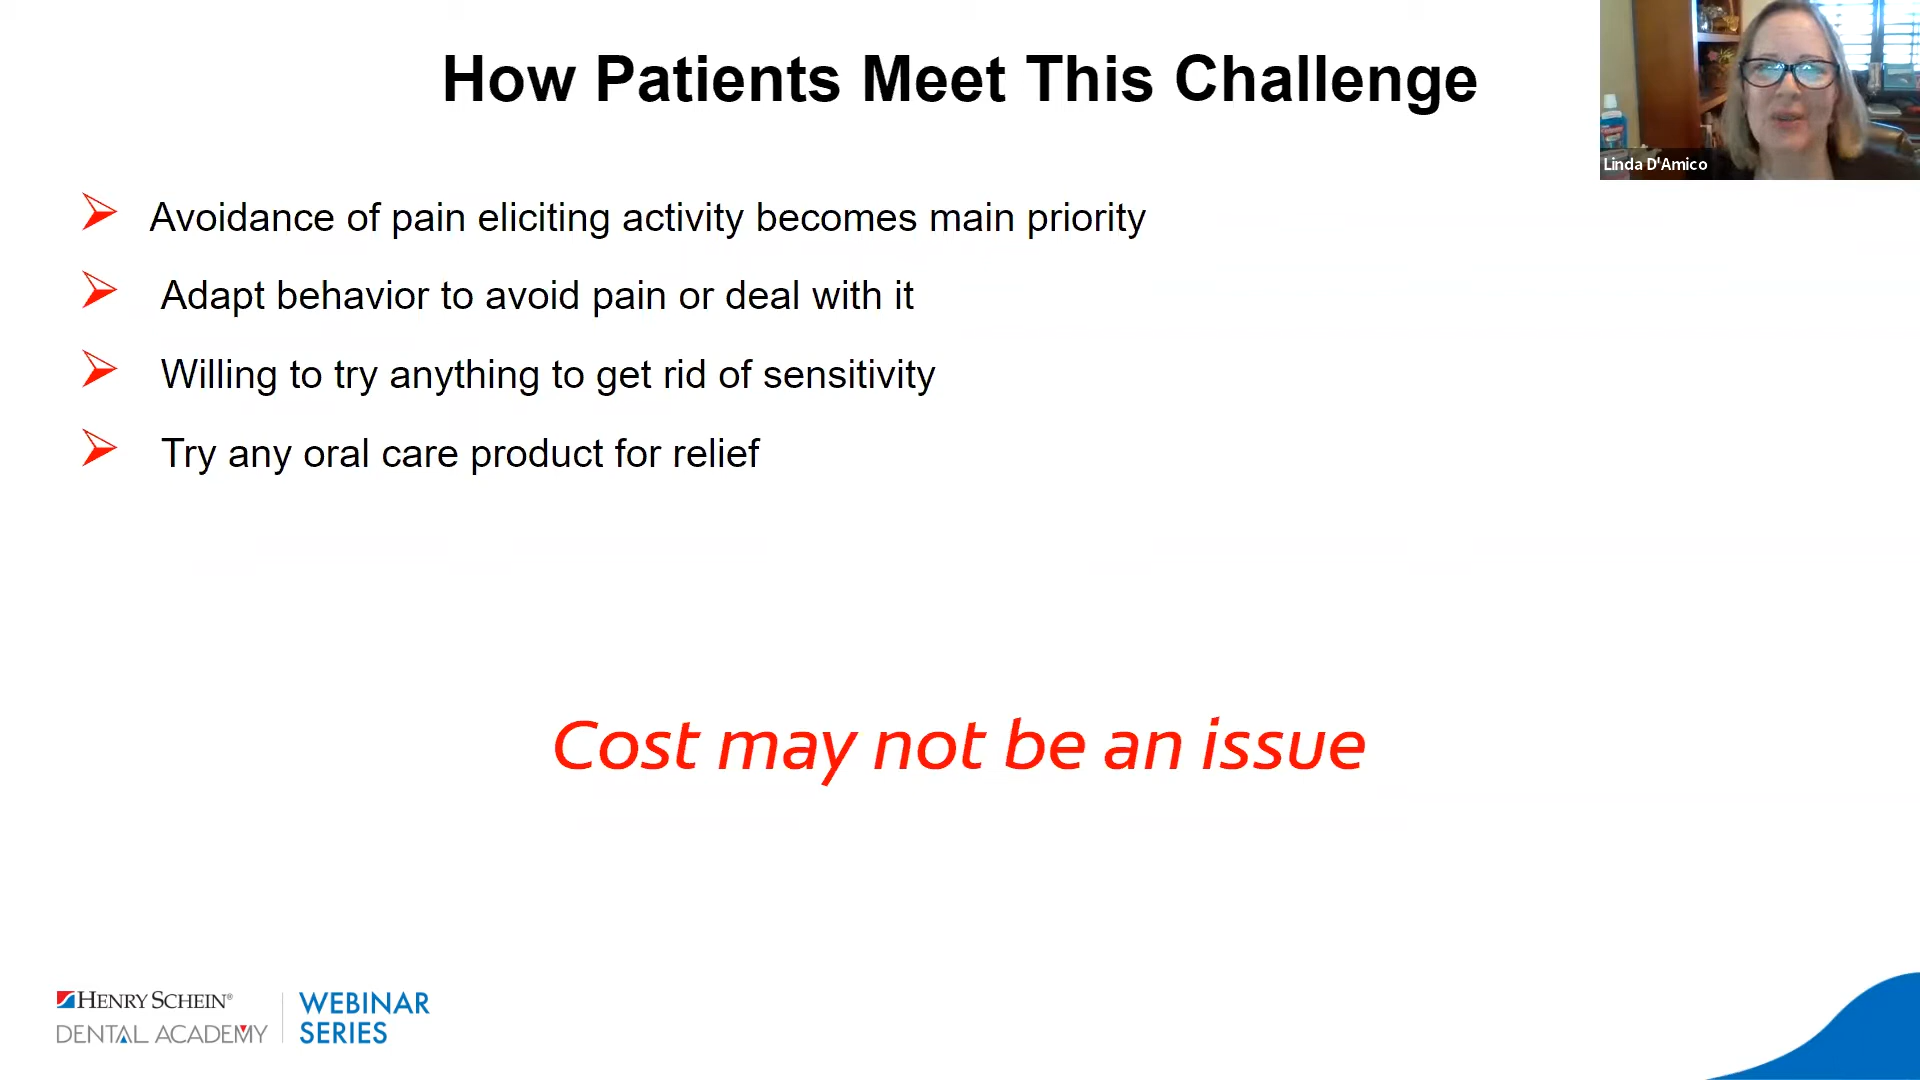 How Patients Meet This Challenge
Linda D'Amico
Avoidance of pain eliciting activity becomes main priority
Adapt behavior to avoid pain or deal with it
Willing to try anything to get rid of sensitivity
Try any oral care product for relief
Cost may not be an issue
HENRY SCHEIN®
DENTAL ACADEMY
WEBINAR
SERIES